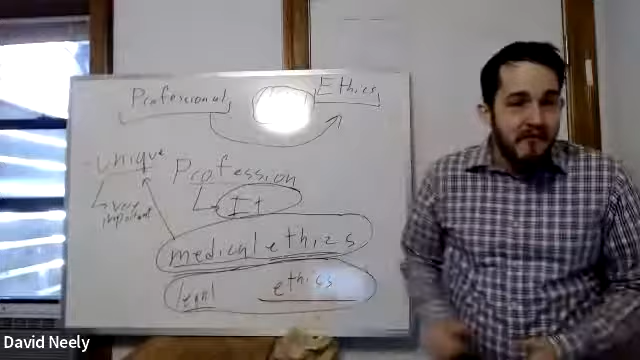 Professional Ethics
unique
Profession
very
important
It
medical ethics
legal ethics
David Neely